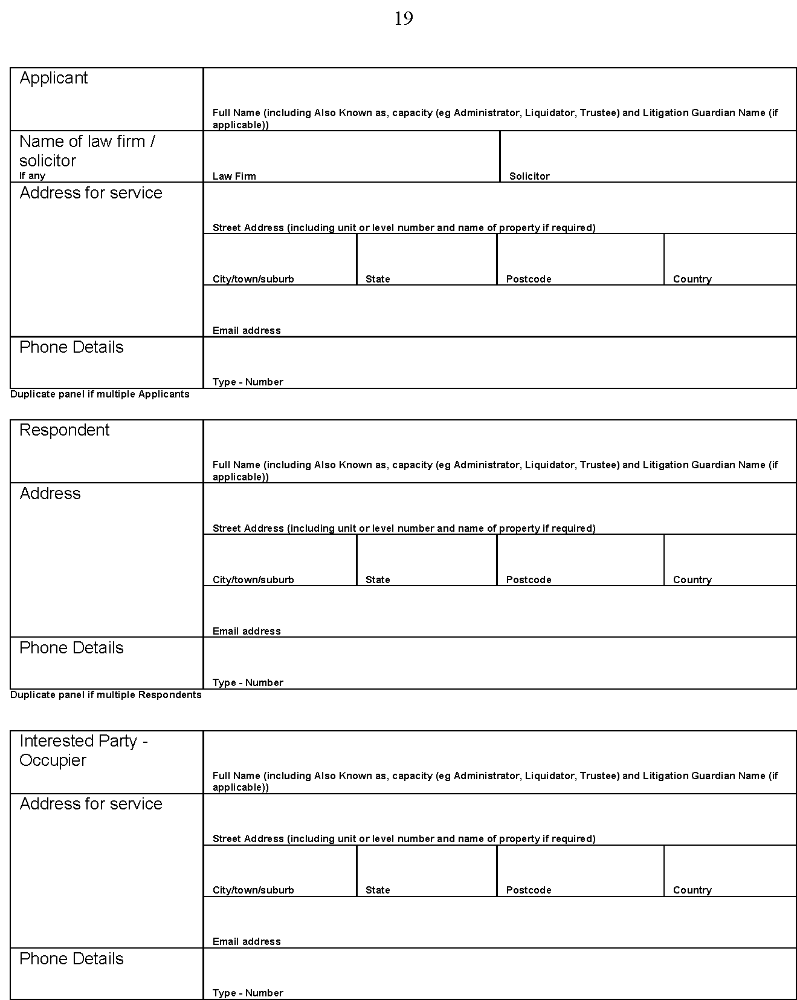 19
Applicant
Full Name (including Also Known as, capacity (eg Administrator, Liquidator, Trustee) and Litigation Guardian Name (if
applicable))
Name of law firm /
solicitor
If any
Law Firm
Solicitor
Address for service
Street Address (including unit or level number and name of property if required)
City/town/suburb
State
Postcode
Country
Email address
Phone Details
Type - Number
Duplicate panel if multiple Applicants
Respondent
Full Name (including Also Known as, capacity (eg Administrator, Liquidator, Trustee) and Litigation Guardian Name (if
applicable))
Address
Street Address (including unit or level number and name of property if required)
City/town/suburb
State
Postcode
Country
Email address
Phone Details
Type - Number
Duplicate panel if multiple Respondents
Interested Party -
Occupier
Full Name (including Also Known as, capacity (eg Administrator, Liquidator, Trustee) and Litigation Guardian Name (if
applicable))
Address for service
Street Address (including unit or level number and name of property if required)
City/town/suburb
State
Postcode
Country
Email address
Phone Details
Type - Number